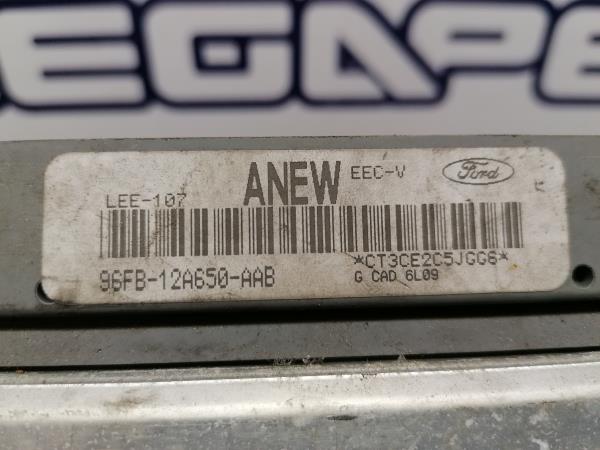 EGAPE
LEE-107 ANEW EEC-V Ford
96FB-12A650-AAB *CT3CE2C5JGG6*
G CAD 6L09